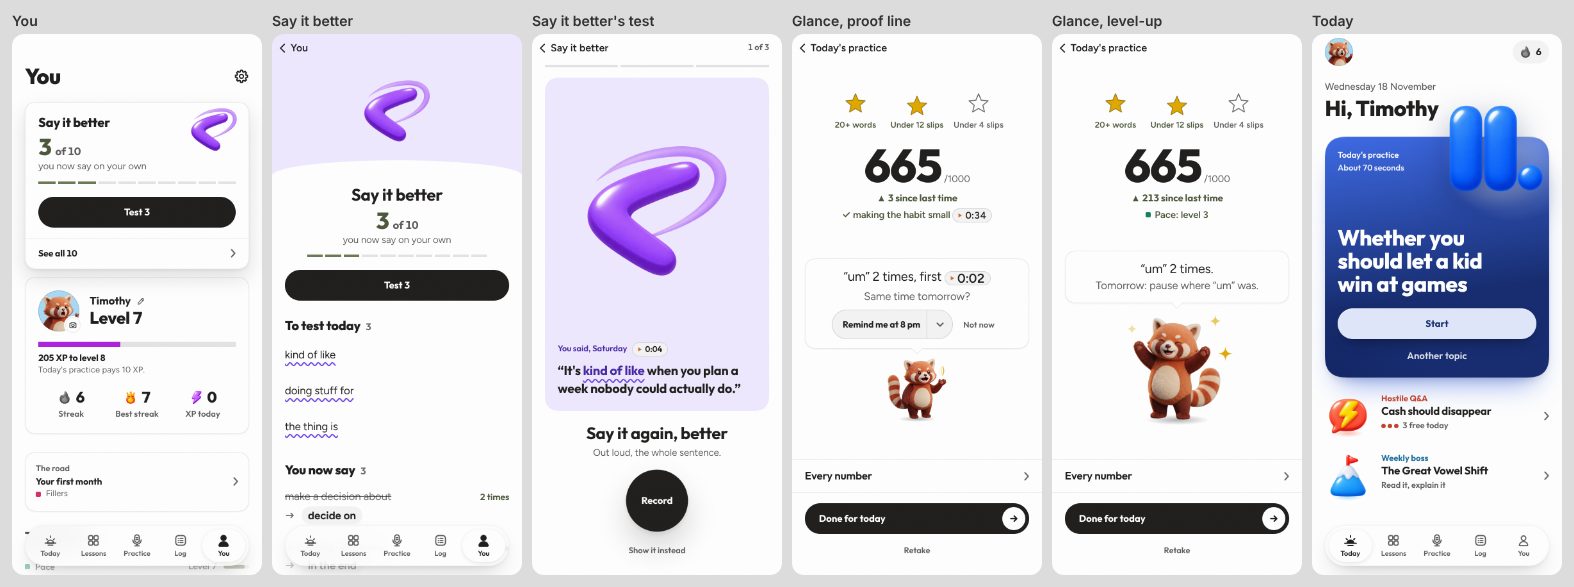 You
You
Say it better
3 of 10
you now say on your own
Test 3
See all 10
Timothy
Level 7
205 XP to level 8
Today's practice pays 10 XP.
6
7
0
Streak
Best streak
XP today
The road
Your first month
Fillers
Today
Lessons
Practice
Log
You
Pace
Level 7
Say it better
You
Say it better
3 of 10
you now say on your own
Test 3
To test today 3
kind of like
doing stuff for
the thing is
You now say 3
make a decision about
2 times
→ decide on
Today
Lessons
Practice
Log
You
→ in the end
Say it better's test
Say it better
1 of 3
You said, Saturday
0:04
“It's kind of like when you plan a
week nobody could actually do.”
Say it again, better
Out loud, the whole sentence.
Record
Show it instead
Glance, proof line
Today's practice
20+ words
Under 12 slips
Under 4 slips
665/1000
▲ 3 since last time
✓ making the habit small 0:34
“um” 2 times, first 0:02
Same time tomorrow?
Remind me at 8 pm
Not now
Every number
Done for today
Retake
Glance, level-up
Today's practice
20+ words
Under 12 slips
Under 4 slips
665/1000
▲ 213 since last time
Pace: level 3
“um” 2 times.
Tomorrow: pause where “um” was.
Every number
Done for today
Retake
Today
6
Wednesday 18 November
Hi, Timothy
Today's practice
About 70 seconds
Whether you
should let a kid
win at games
Start
Another topic
Hostile Q&A
Cash should disappear
3 free today
Weekly boss
The Great Vowel Shift
Read it, explain it
Today
Lessons
Practice
Log
You